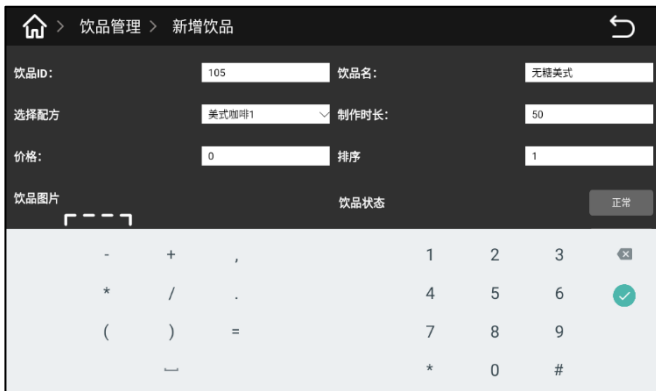 > 饮品管理 > 新增饮品
饮品ID: 105 饮品名: 无糖美式
选择配方 美式咖啡1 制作时长: 50
价格: 0 排序 1
饮品图片 饮品状态 正常
- + , 1 2 3
* / . 4 5 6
( ) = 7 8 9
* 0 #